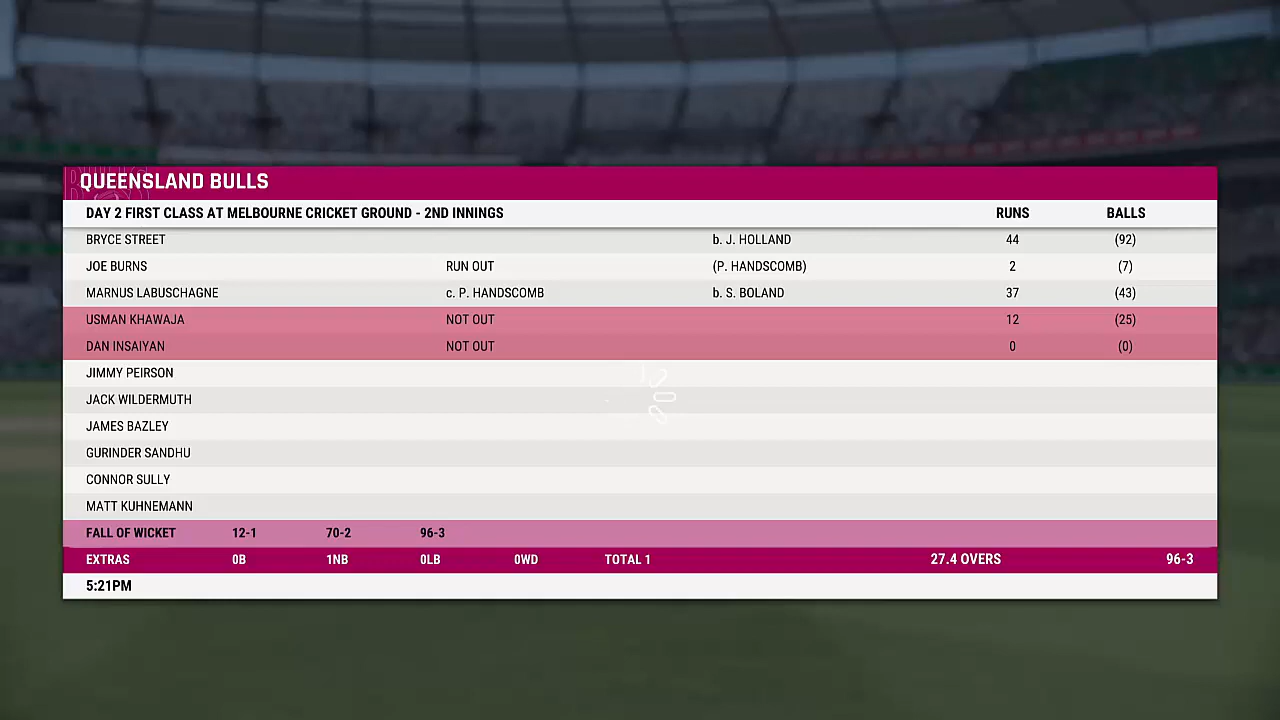 QUEENSLAND BULLS
DAY 2 FIRST CLASS AT MELBOURNE CRICKET GROUND - 2ND INNINGS RUNS BALLS
BRYCE STREET b. J. HOLLAND 44 (92)
JOE BURNS RUN OUT (P. HANDSCOMB) 2 (7)
MARNUS LABUSCHAGNE c. P. HANDSCOMB b. S. BOLAND 37 (43)
USMAN KHAWAJA NOT OUT 12 (25)
DAN INSAIYAN NOT OUT 0 (0)
JIMMY PEIRSON
JACK WILDERMUTH
JAMES BAZLEY
GURINDER SANDHU
CONNOR SULLY
MATT KUHNEMANN
FALL OF WICKET 12-1 70-2 96-3
EXTRAS 0B 1NB 0LB 0WD TOTAL 1 27.4 OVERS 96-3
5:21PM